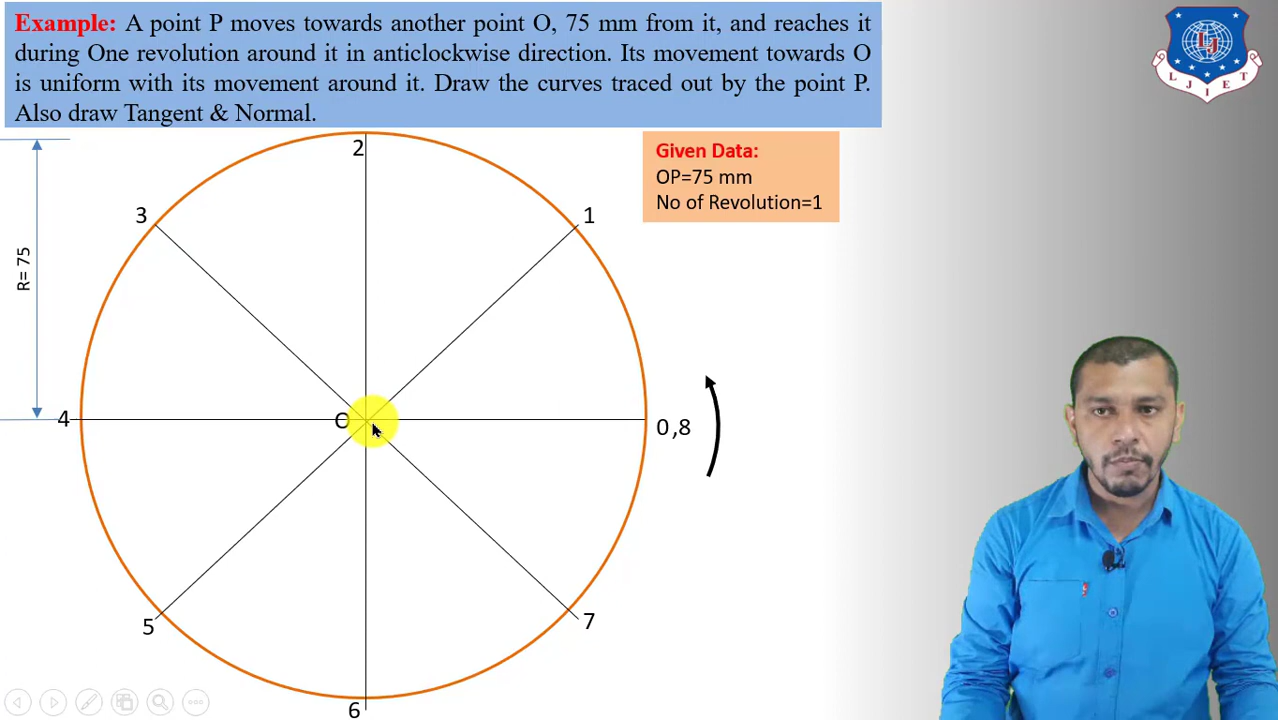 Example: A point P moves towards another point O, 75 mm from it, and reaches it
during One revolution around it in anticlockwise direction. Its movement towards O
is uniform with its movement around it. Draw the curves traced out by the point P.
Also draw Tangent & Normal.
LJ
L J I E T
Given Data:
OP=75 mm
No of Revolution=1
2
3
1
R= 75
4
O
0,8
5
7
6